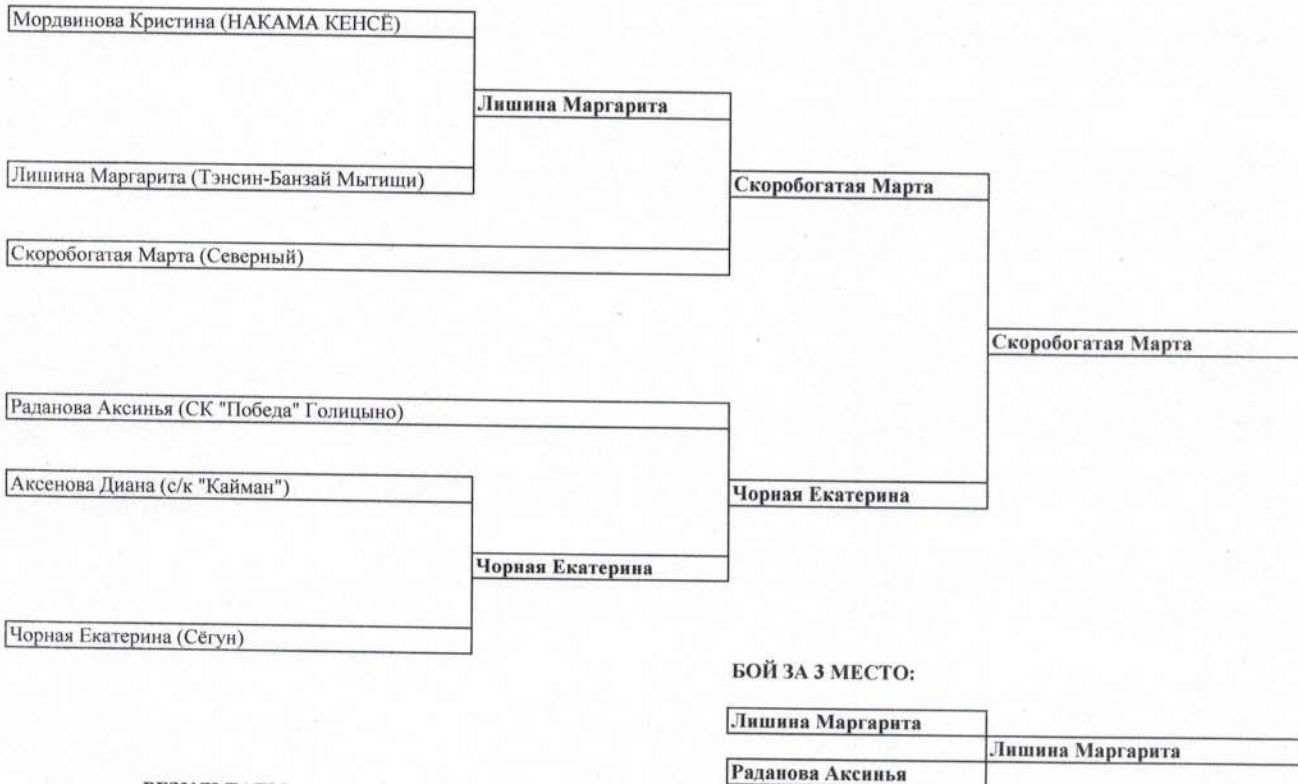 Мордвинова Кристина (НАКАМА КЕНСЁ)
Лишина Маргарита
Лишина Маргарита (Тэнсин-Банзай Мытищи)
Скоробогатая Марта
Скоробогатая Марта (Северный)
Скоробогатая Марта
Раданова Аксинья (СК "Победа" Голицыно)
Аксенова Диана (с/к "Кайман")
Чорная Екатерина
Чорная Екатерина
Чорная Екатерина (Сёгун)
БОЙ ЗА 3 МЕСТО:
Лишина Маргарита
Лишина Маргарита
Раданова Аксинья